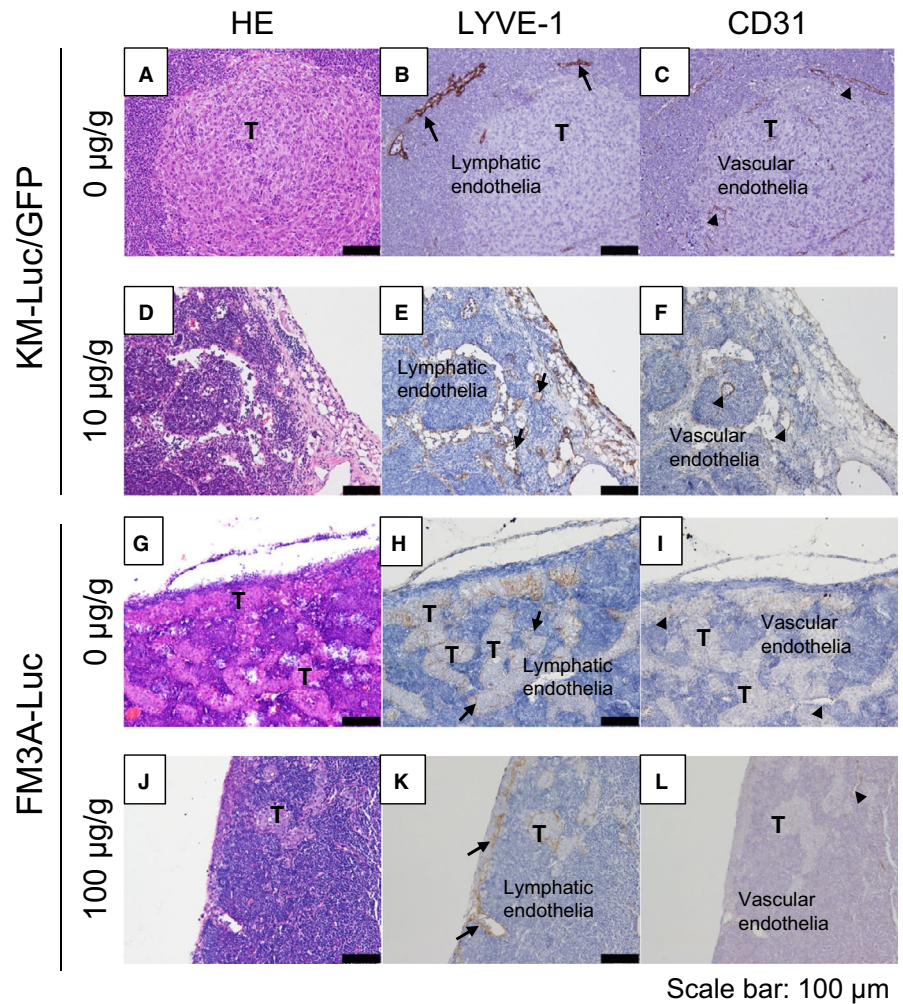 HE
LYVE-1
CD31
KM-Luc/GFP
0 µg/g
A
T
B
T
Lymphatic
endothelia
C
T
Vascular
endothelia
10 µg/g
D
E
Lymphatic
endothelia
F
Vascular
endothelia
FM3A-Luc
0 µg/g
G
T
T
H
T
T
T
Lymphatic
endothelia
I
Vascular
endothelia
T
T
100 µg/g
J
T
K
T
Lymphatic
endothelia
L
T
Vascular
endothelia
Scale bar: 100 µm